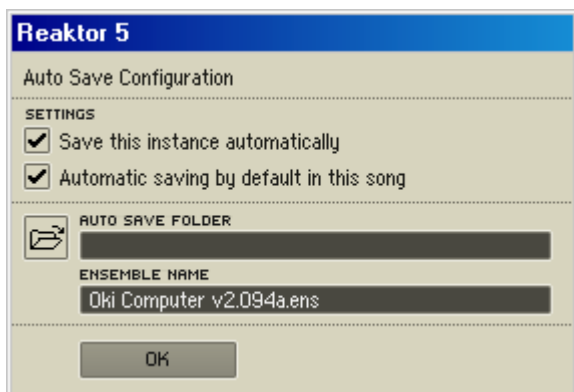 Reaktor 5
Auto Save Configuration
SETTINGS
Save this instance automatically
Automatic saving by default in this song
AUTO SAVE FOLDER
ENSEMBLE NAME
Oki Computer v2.094a.ens
OK